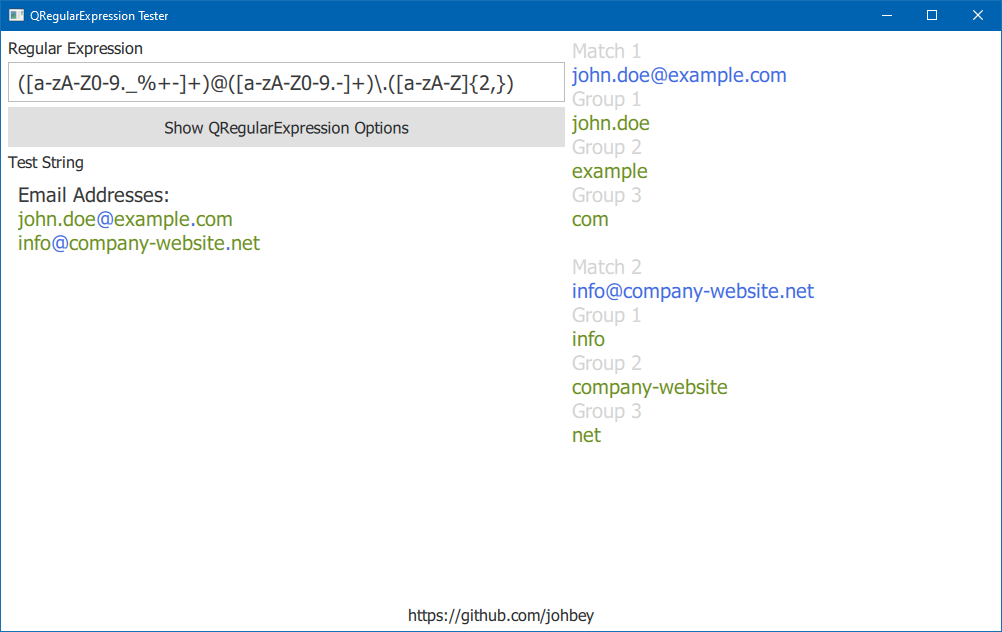 QRegularExpression Tester
Regular Expression
([a-zA-Z0-9._%+-]+)@([a-zA-Z0-9.-]+)\.([a-zA-Z]{2,})
Show QRegularExpression Options
Test String
Email Addresses:
john.doe@example.com
info@company-website.net
Match 1
john.doe@example.com
Group 1
john.doe
Group 2
example
Group 3
com
Match 2
info@company-website.net
Group 1
info
Group 2
company-website
Group 3
net
https://github.com/johbey